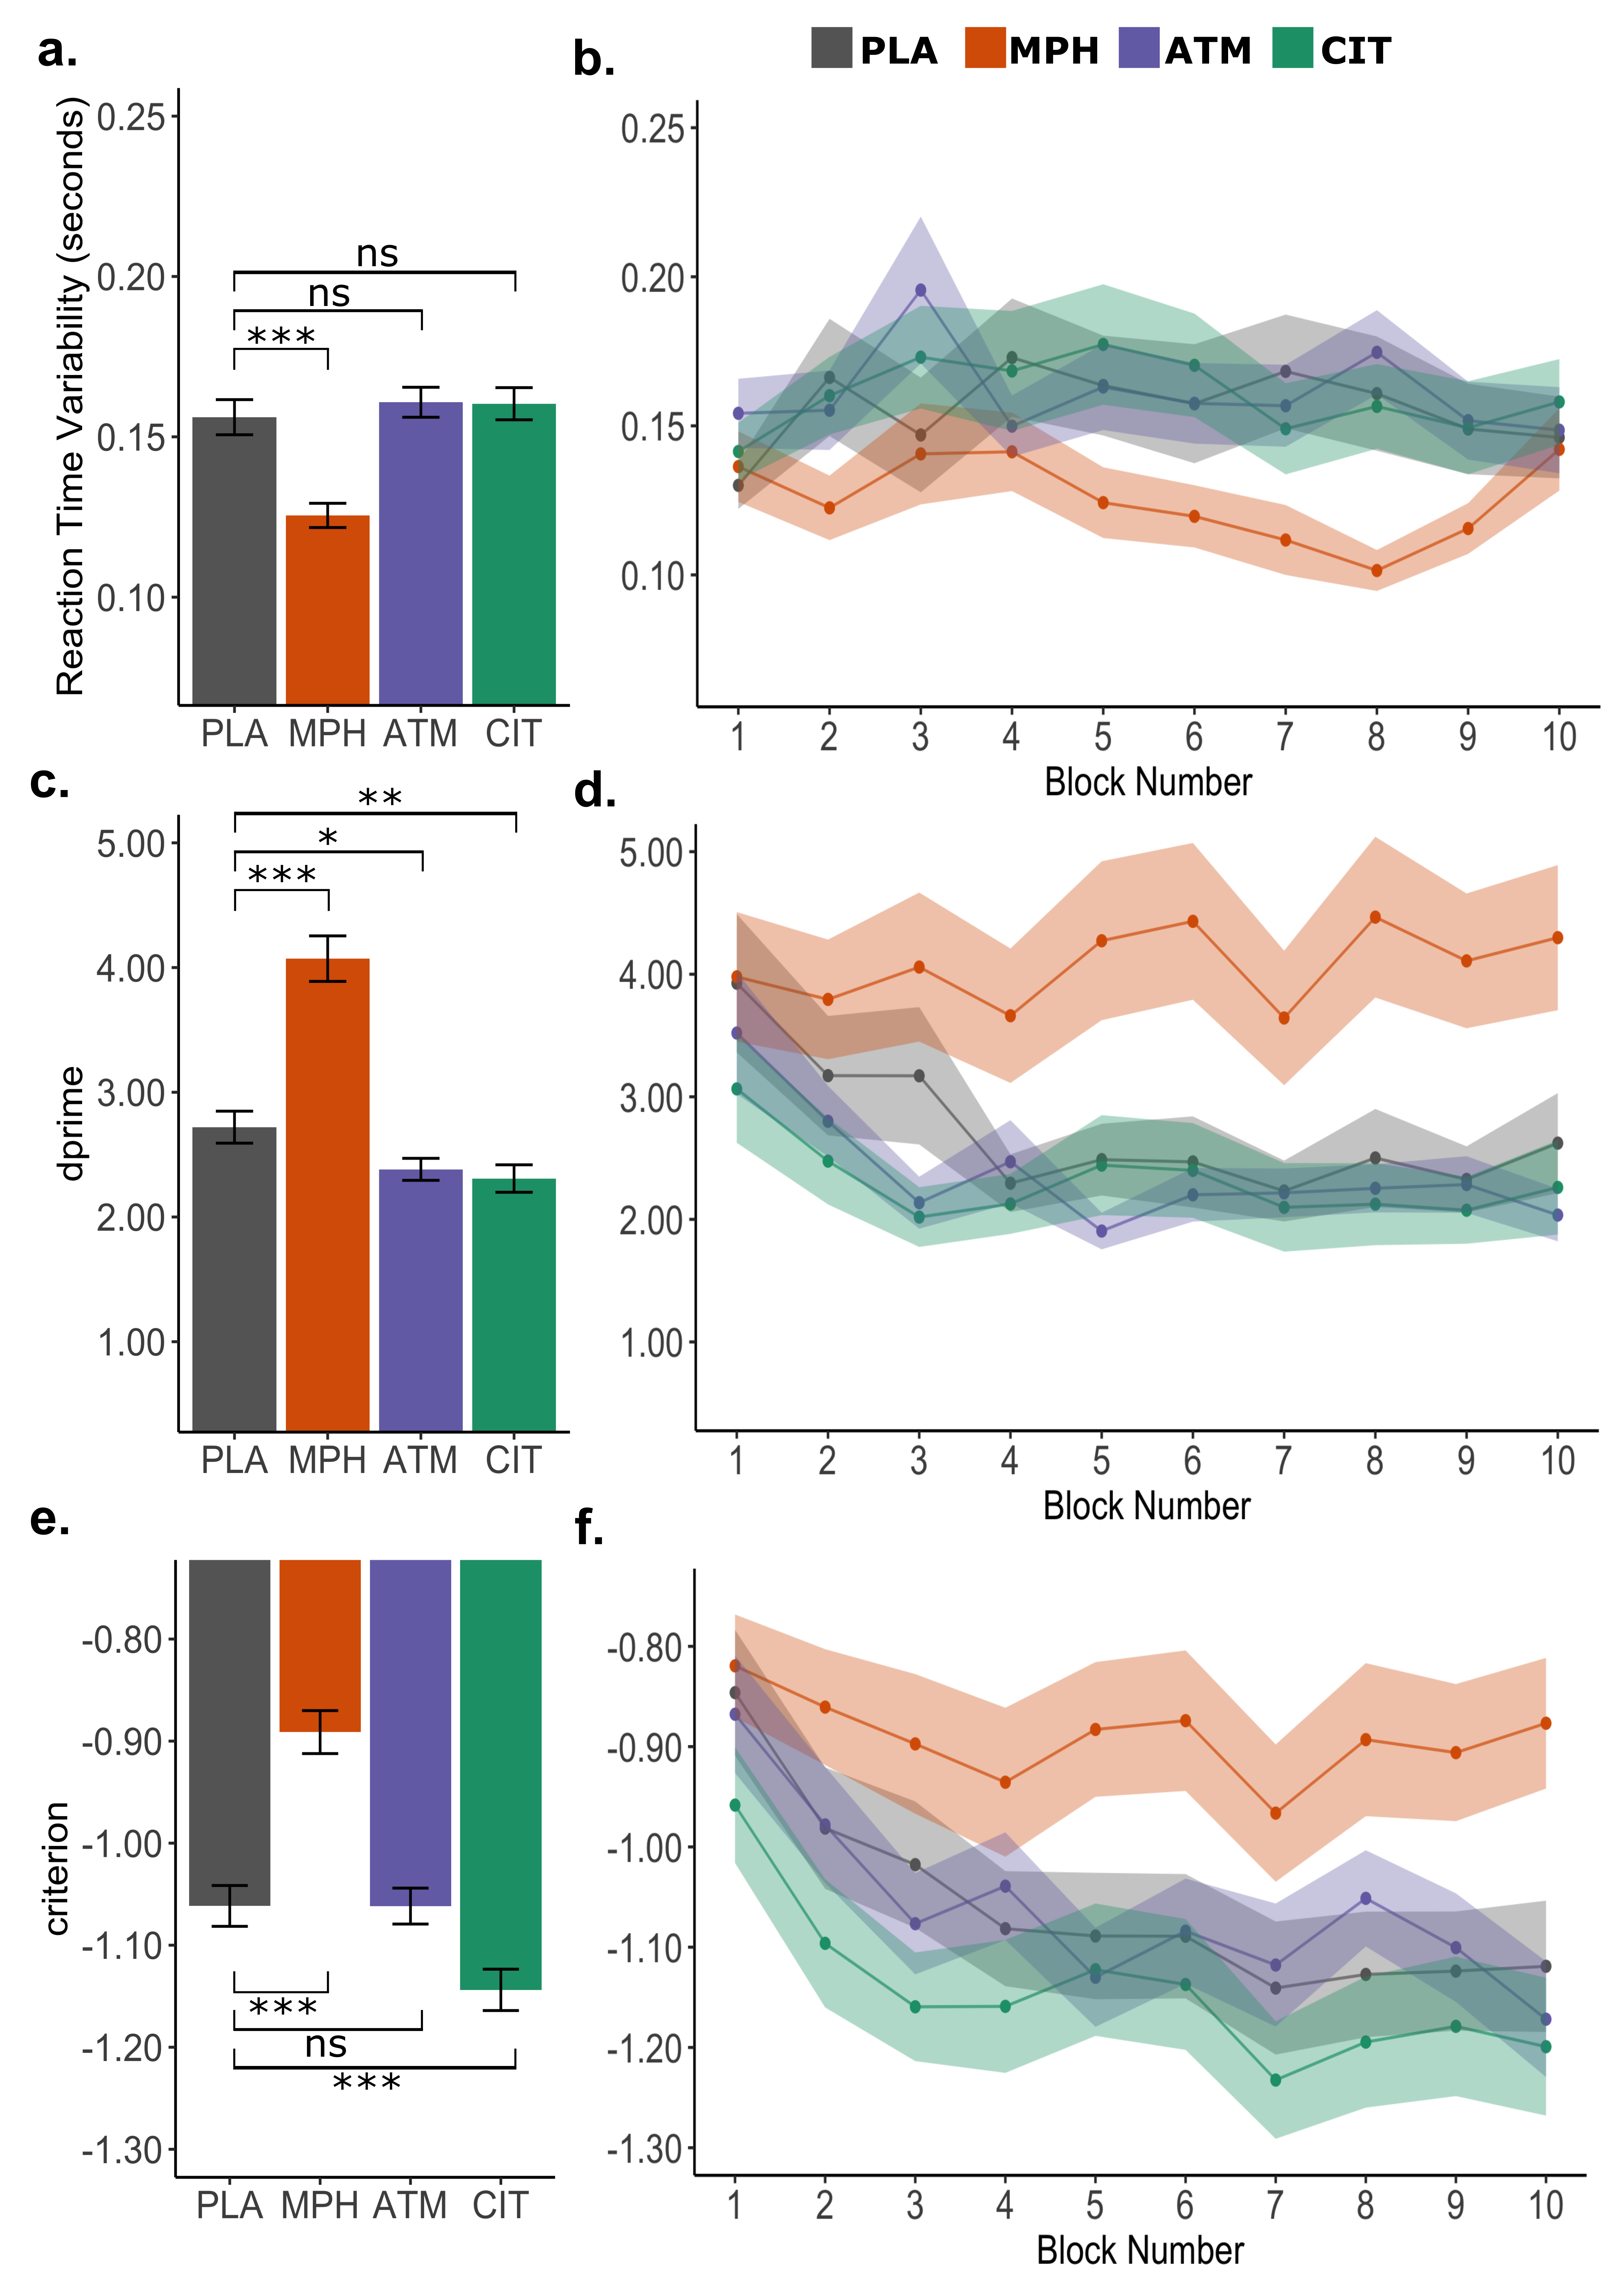 a.
b.
PLA MPH ATM CIT
Reaction Time Variability (seconds)
0.25
0.20
0.15
0.10
ns
ns
***
PLA MPH ATM CIT
0.25
0.20
0.15
0.10
1 2 3 4 5 6 7 8 9 10
Block Number
c.
d.
dprime
5.00
4.00
3.00
2.00
1.00
**
*
***
PLA MPH ATM CIT
5.00
4.00
3.00
2.00
1.00
1 2 3 4 5 6 7 8 9 10
Block Number
e.
f.
criterion
-0.80
-0.90
-1.00
-1.10
-1.20
-1.30
***
ns
***
PLA MPH ATM CIT
-0.80
-0.90
-1.00
-1.10
-1.20
-1.30
1 2 3 4 5 6 7 8 9 10
Block Number